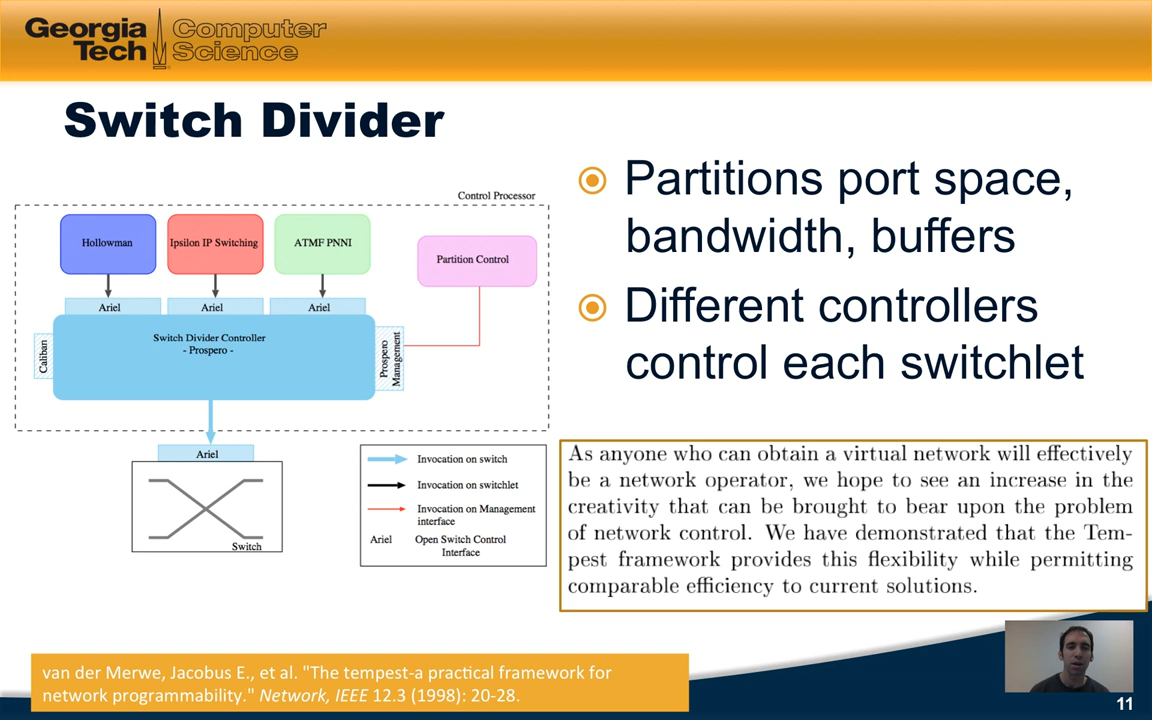 Georgia Tech
Computer Science
Switch Divider
Control Processor
Hollowman
Ipsilon IP Switching
ATMF PNNI
Partition Control
Ariel
Ariel
Ariel
Caliban
Switch Divider Controller
- Prospero -
Prospero
Management
Ariel
Switch
Invocation on switch
Invocation on switchlet
Invocation on Management
interface
Ariel Open Switch Control
Interface
Partitions port space,
bandwidth, buffers
Different controllers
control each switchlet
As anyone who can obtain a virtual network will effectively
be a network operator, we hope to see an increase in the
creativity that can be brought to bear upon the problem
of network control. We have demonstrated that the Tem-
pest framework provides this flexibility while permitting
comparable efficiency to current solutions.
van der Merwe, Jacobus E., et al. "The tempest-a practical framework for
network programmability." Network, IEEE 12.3 (1998): 20-28.
11